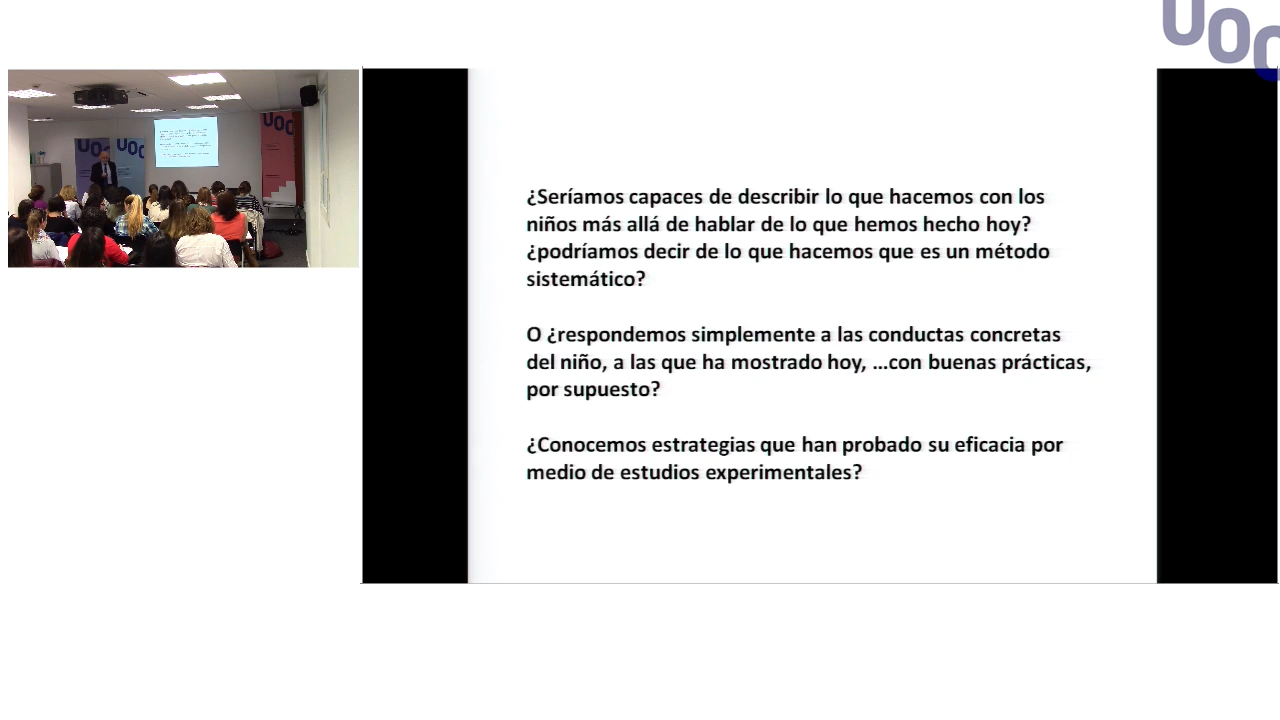 UOC
UOC
UOC
UOC
¿Seríamos capaces de describir lo que hacemos con los
niños más allá de hablar de lo que hemos hecho hoy?
¿podríamos decir de lo que hacemos que es un método
sistemático?
O ¿respondemos simplemente a las conductas concretas
del niño, a las que ha mostrado hoy, ...con buenas prácticas,
por supuesto?
¿Conocemos estrategias que han probado su eficacia por
medio de estudios experimentales?